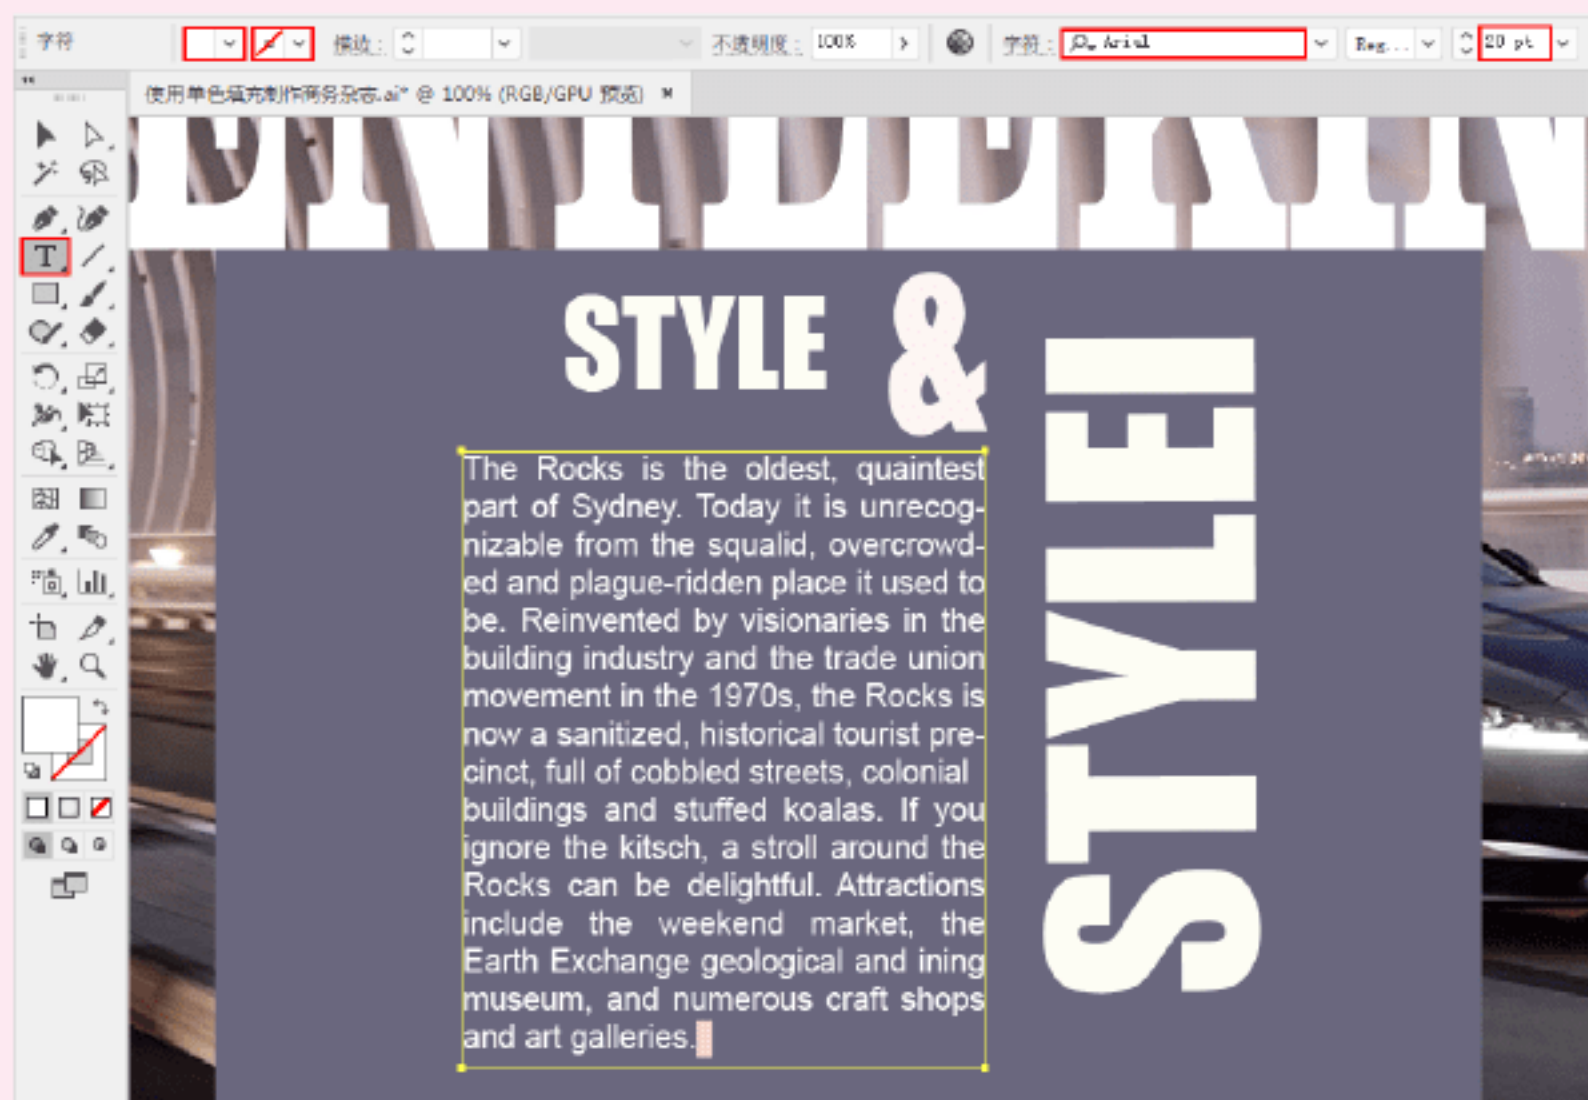 字符 描边： 不透明度： 100% 字符： Arial Reg... 20 pt
使用单色填充制作商务杂志.ai* @ 100% (RGB/GPU 预览)
STYLE &
The Rocks is the oldest, quaintest
part of Sydney. Today it is unrecog-
nizable from the squalid, overcrowd-
ed and plague-ridden place it used to
be. Reinvented by visionaries in the
building industry and the trade union
movement in the 1970s, the Rocks is
now a sanitized, historical tourist pre-
cinct, full of cobbled streets, colonial
buildings and stuffed koalas. If you
ignore the kitsch, a stroll around the
Rocks can be delightful. Attractions
include the weekend market, the
Earth Exchange geological and ining
museum, and numerous craft shops
and art galleries.
STYLEI